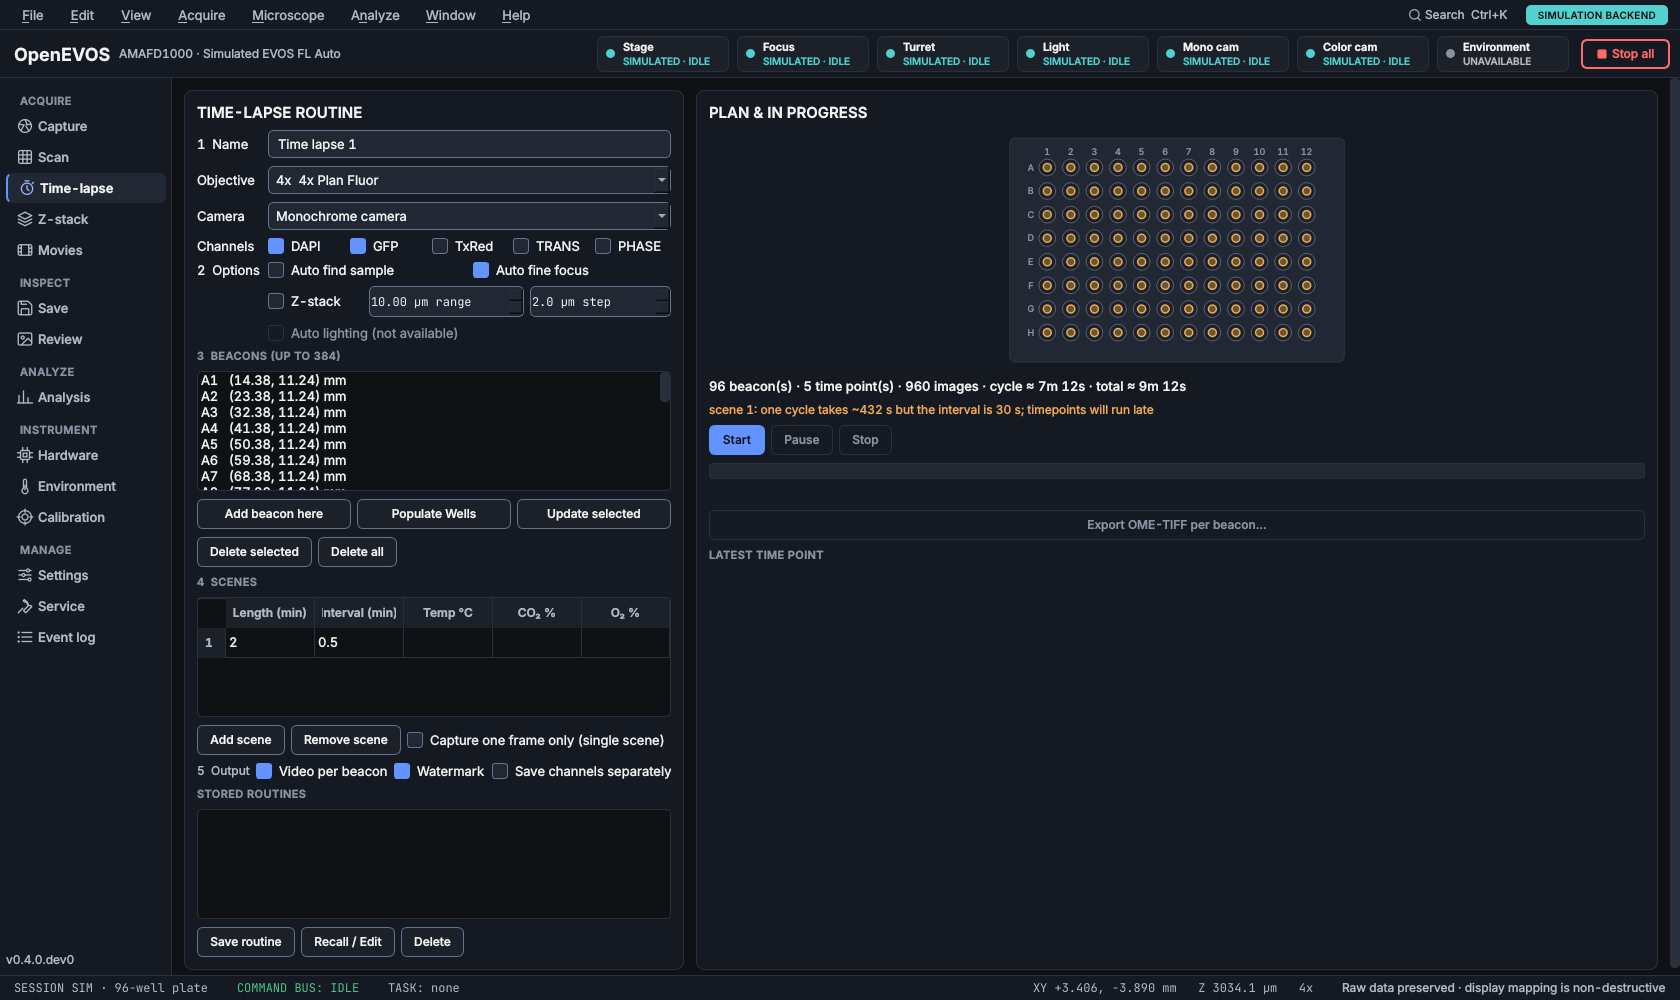 File Edit View Acquire Microscope Analyze Window Help Search Ctrl+K SIMULATION BACKEND
OpenEVOS AMAFD1000 · Simulated EVOS FL Auto
Stage SIMULATED · IDLE
Focus SIMULATED · IDLE
Turret SIMULATED · IDLE
Light SIMULATED · IDLE
Mono cam SIMULATED · IDLE
Color cam SIMULATED · IDLE
Environment UNAVAILABLE
Stop all
ACQUIRE
Capture
Scan
Time-lapse
Z-stack
Movies
INSPECT
Save
Review
ANALYZE
Analysis
INSTRUMENT
Hardware
Environment
Calibration
MANAGE
Settings
Service
Event log
v0.4.0.dev0
TIME-LAPSE ROUTINE
1 Name Time lapse 1
Objective 4x 4x Plan Fluor
Camera Monochrome camera
Channels DAPI GFP TxRed TRANS PHASE
2 Options Auto find sample Auto fine focus
Z-stack 10.00 µm range 2.0 µm step
Auto lighting (not available)
3 BEACONS (UP TO 384)
A1 (14.38, 11.24) mm
A2 (23.38, 11.24) mm
A3 (32.38, 11.24) mm
A4 (41.38, 11.24) mm
A5 (50.38, 11.24) mm
A6 (59.38, 11.24) mm
A7 (68.38, 11.24) mm
Add beacon here Populate Wells Update selected
Delete selected Delete all
4 SCENES
Length (min) Interval (min) Temp °C CO₂ % O₂ %
1 2 0.5
Add scene Remove scene Capture one frame only (single scene)
5 Output Video per beacon Watermark Save channels separately
STORED ROUTINES
Save routine Recall / Edit Delete
PLAN & IN PROGRESS
1 2 3 4 5 6 7 8 9 10 11 12
A
B
C
D
E
F
G
H
96 beacon(s) · 5 time point(s) · 960 images · cycle ≈ 7m 12s · total ≈ 9m 12s
scene 1: one cycle takes ~432 s but the interval is 30 s; timepoints will run late
Start Pause Stop
Export OME-TIFF per beacon...
LATEST TIME POINT
SESSION SIM · 96-well plate COMMAND BUS: IDLE TASK: none XY +3.406, -3.890 mm Z 3034.1 µm 4x Raw data preserved · display mapping is non-destructive